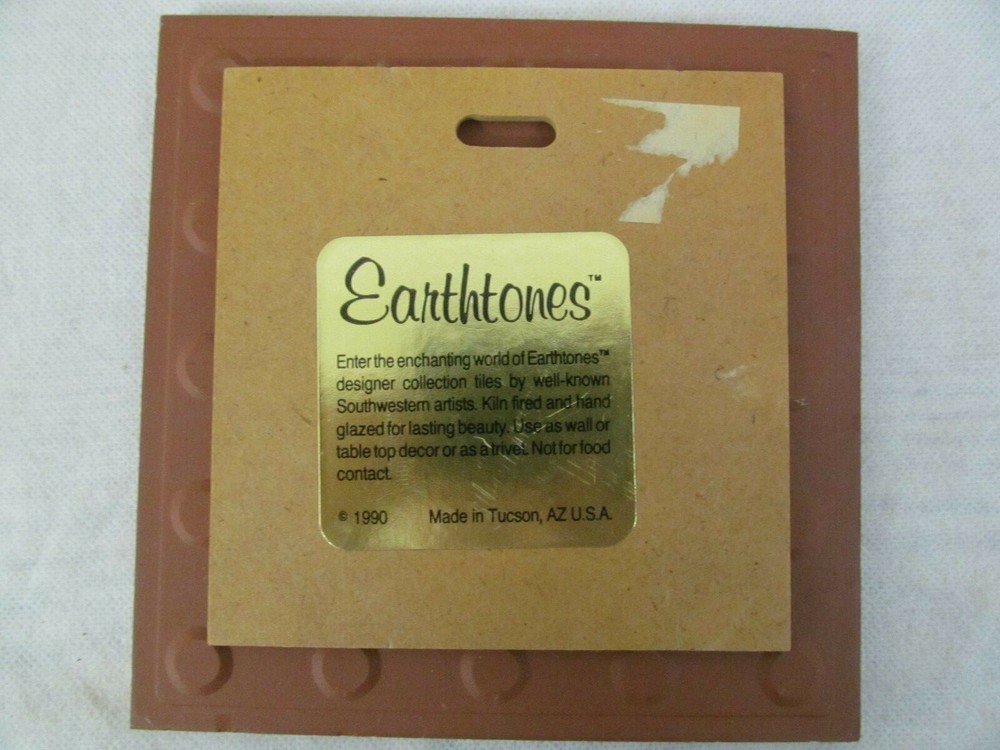 Earthtones™
Enter the enchanting world of Earthtones™
designer collection tiles by well-known
Southwestern artists. Kiln fired and hand
glazed for lasting beauty. Use as wall or
table top decor or as a trivet. Not for food
contact.
© 1990 Made in Tucson, AZ U.S.A.